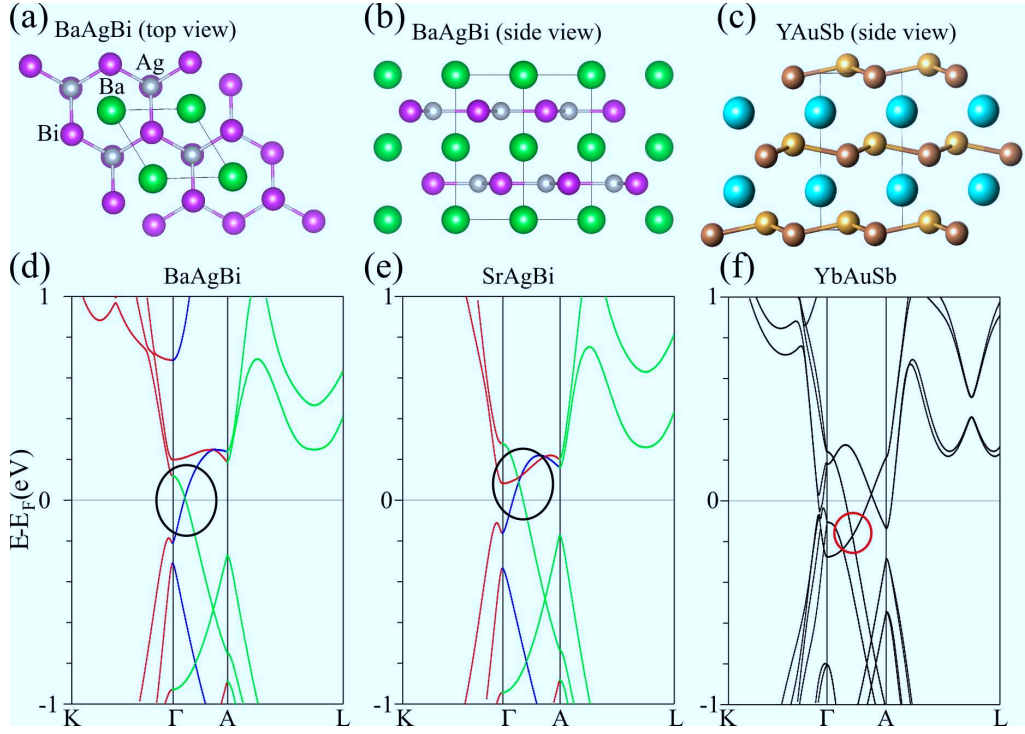 (a)
BaAgBi (top view)
Ag
Ba
Bi
(b)
BaAgBi (side view)
(c)
YAuSb (side view)
(d)
BaAgBi
1
0
-1
E-E_F(eV)
K Γ A L
(e)
SrAgBi
1
0
-1
K Γ A L
(f)
YbAuSb
1
0
-1
K Γ A L